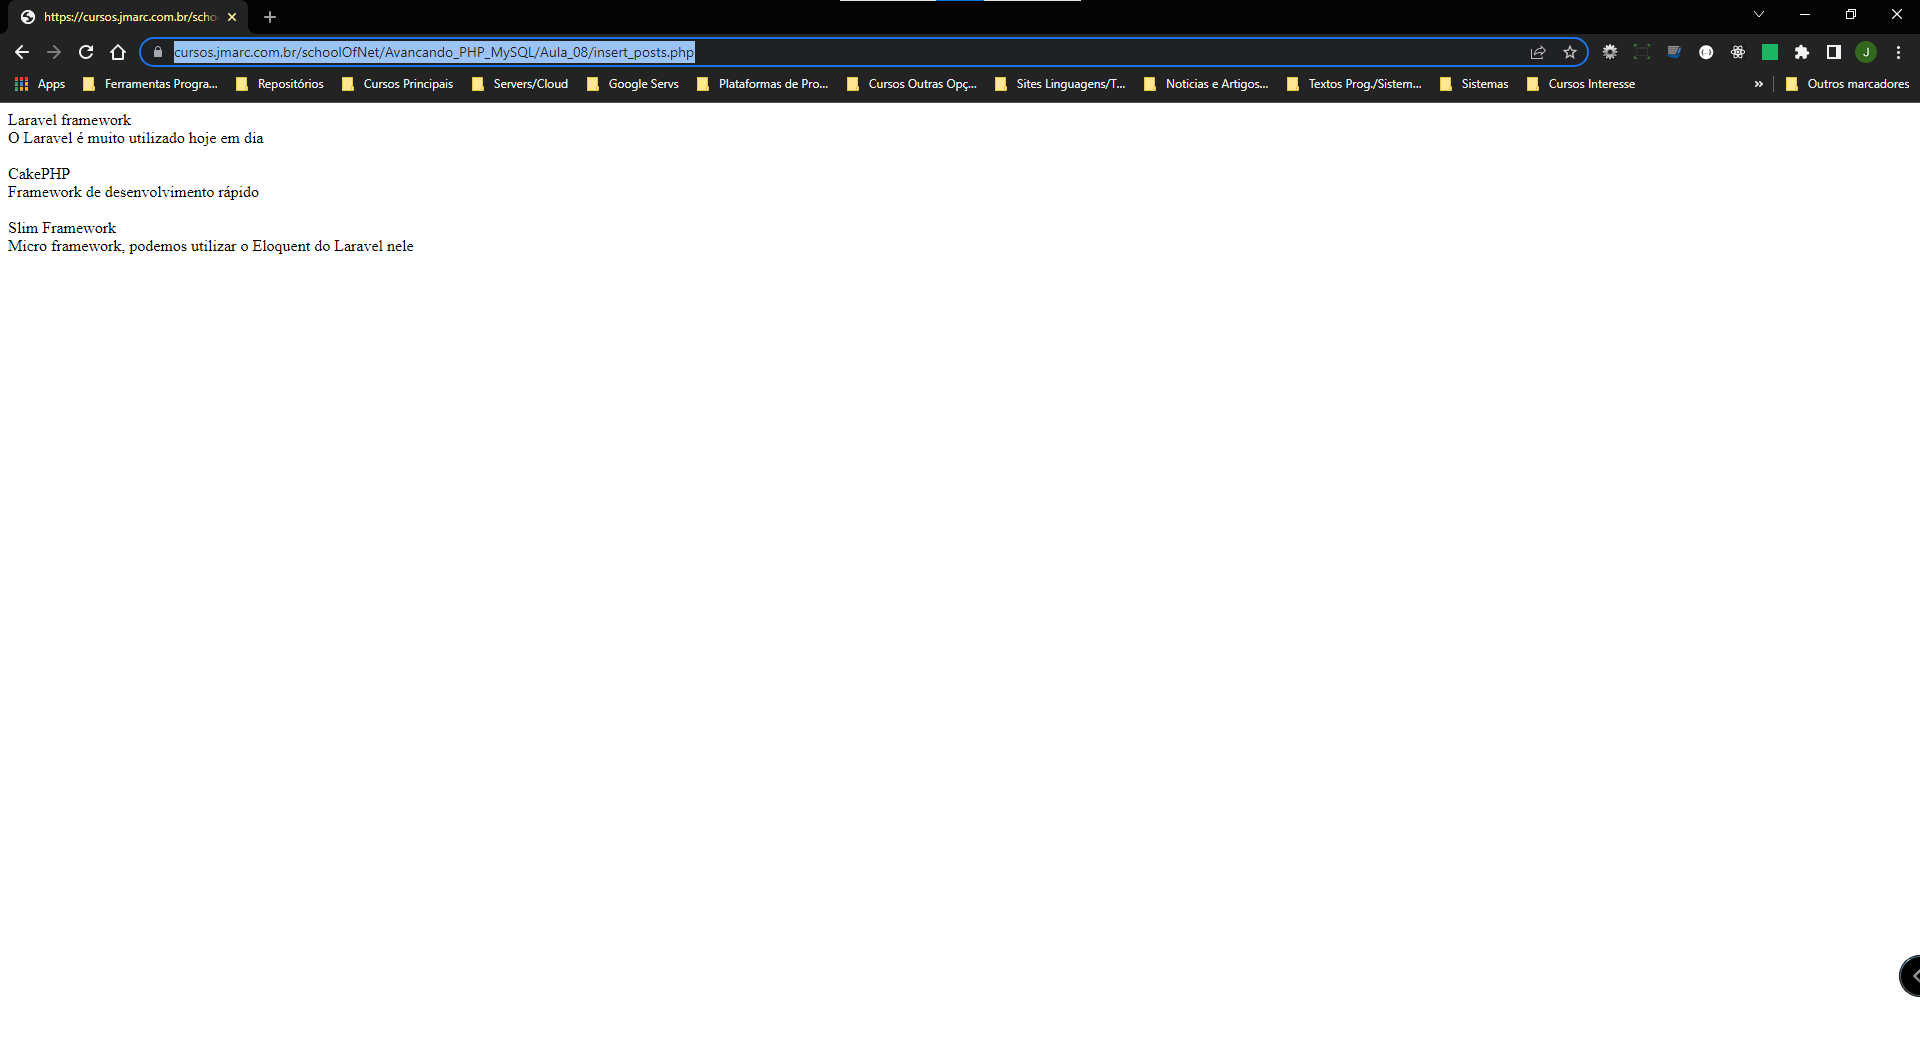 https://cursos.jmarc.com.br/scho
cursos.jmarc.com.br/schoolOfNet/Avancando_PHP_MySQL/Aula_08/insert_posts.php
J
Apps Ferramentas Progra... Repositórios Cursos Principais Servers/Cloud Google Servs Plataformas de Pro... Cursos Outras Opç... Sites Linguagens/T... Noticias e Artigos... Textos Prog./Sistem... Sistemas Cursos Interesse » Outros marcadores
Laravel framework
O Laravel é muito utilizado hoje em dia
CakePHP
Framework de desenvolvimento rápido
Slim Framework
Micro framework, podemos utilizar o Eloquent do Laravel nele